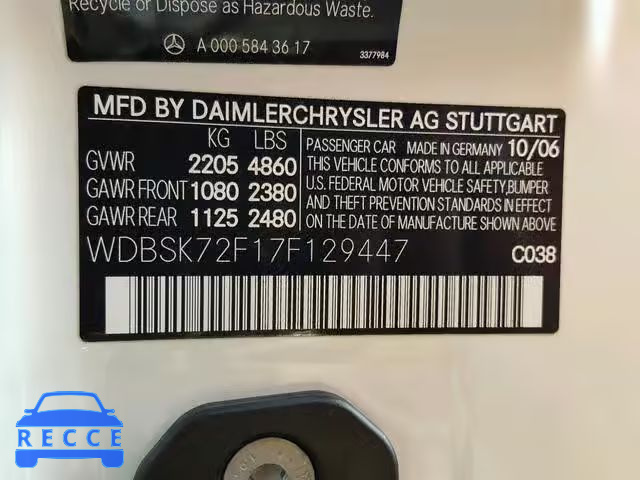 Recycle or Dispose as Hazardous Waste.
A 000 584 36 17
3377984
MFD BY DAIMLERCHRYSLER AG STUTTGART
KG LBS
GVWR 2205 4860
GAWR FRONT 1080 2380
GAWR REAR 1125 2480
PASSENGER CAR MADE IN GERMANY 10/06
THIS VEHICLE CONFORMS TO ALL APPLICABLE
U.S. FEDERAL MOTOR VEHICLE SAFETY,BUMPER
AND THEFT PREVENTION STANDARDS IN EFFECT
ON THE DATE OF MANUFACTURE SHOWN ABOVE
WDBSK72F17F129447
C038
RECCE